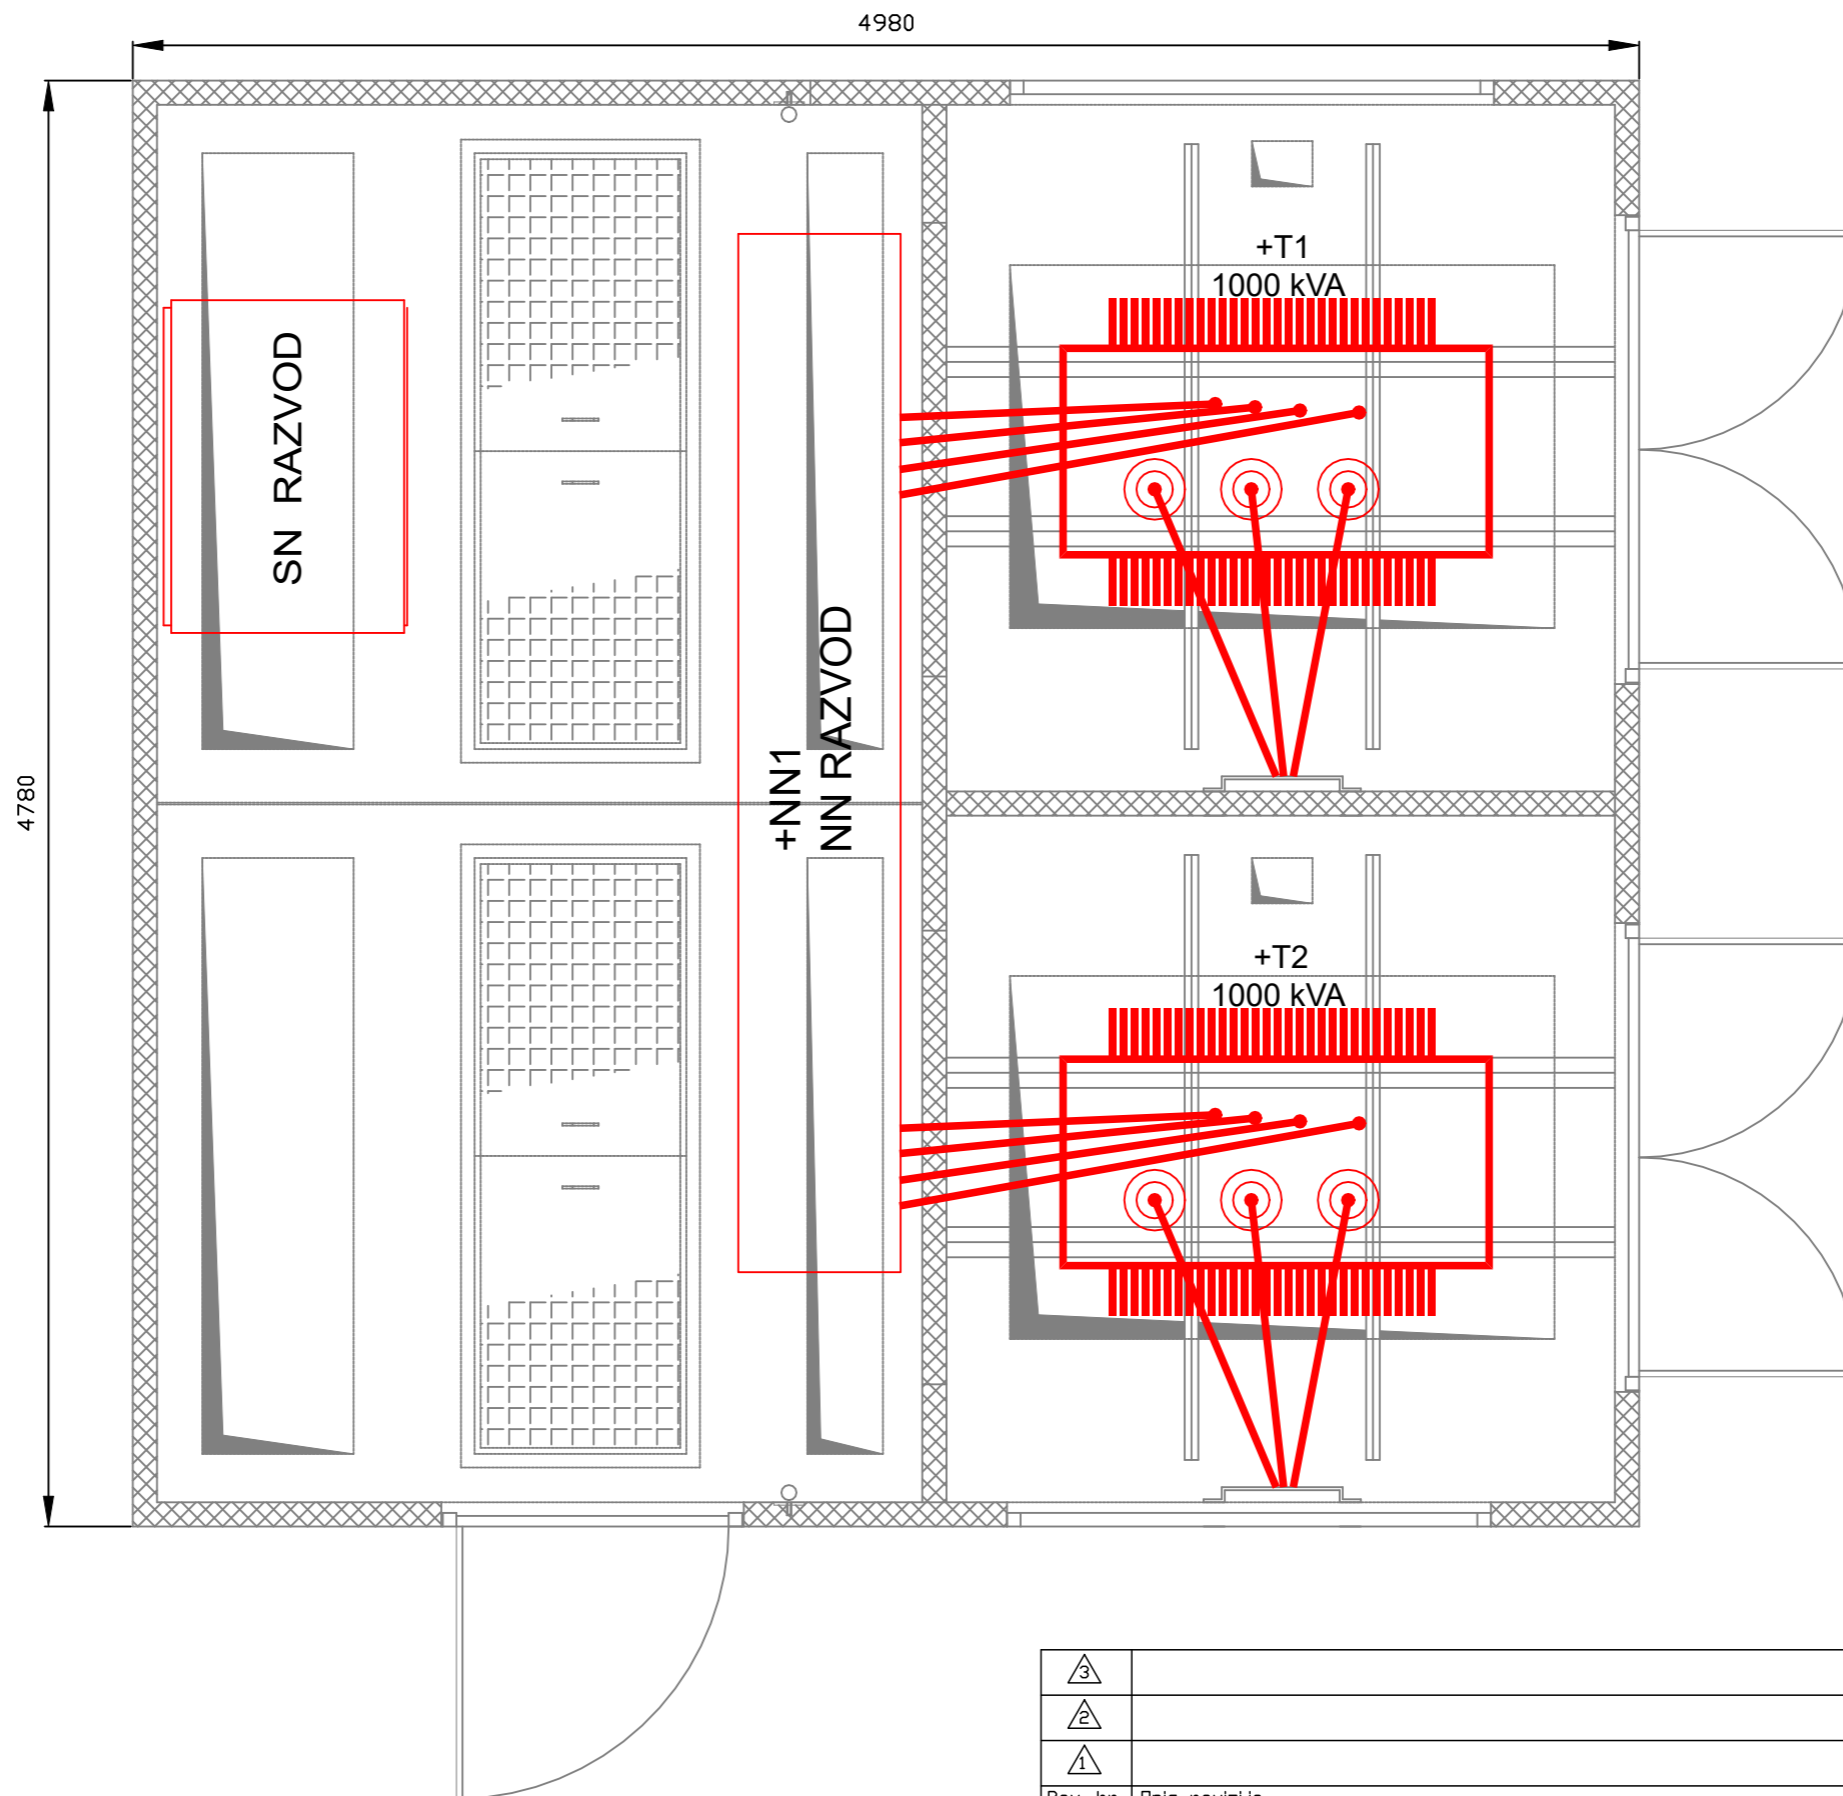 4980
4780
+T1
1000 kVA
SN RAZVOD
+NN1
NN RAZVOD
+T2
1000 kVA
3
2
1